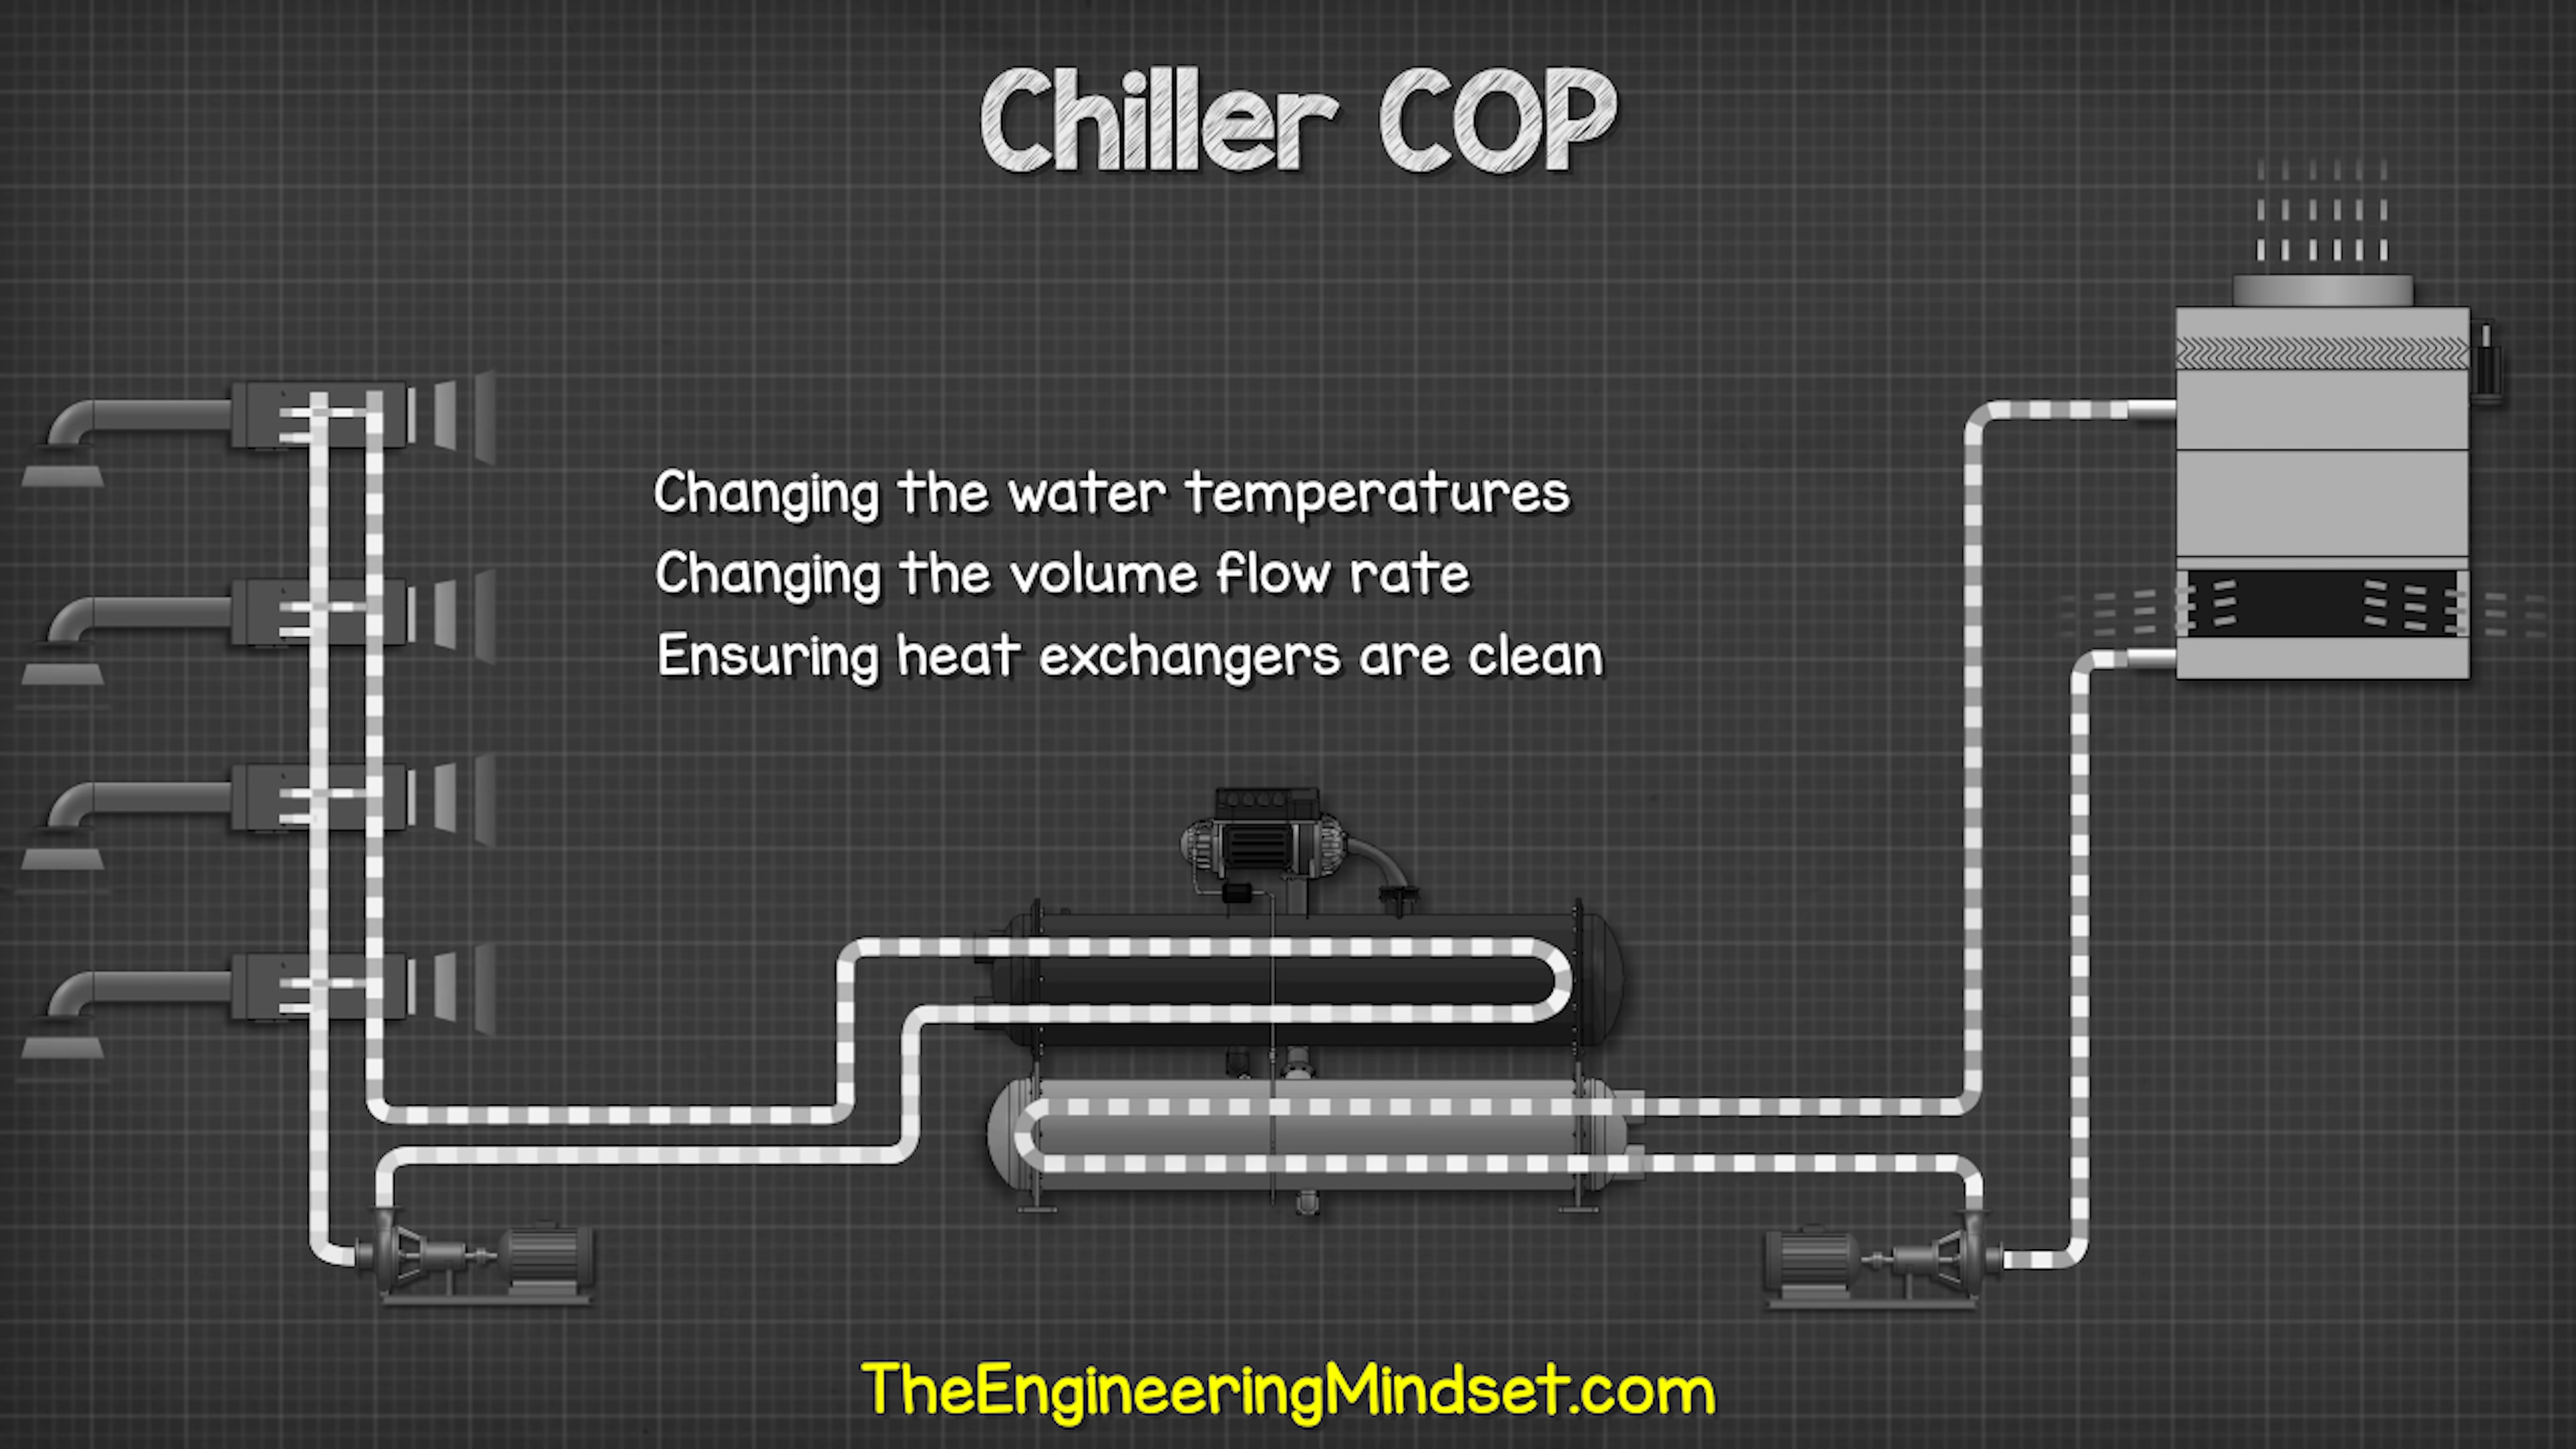 Chiller COP
Changing the water temperatures
Changing the volume flow rate
Ensuring heat exchangers are clean
TheEngineeringMindset.com